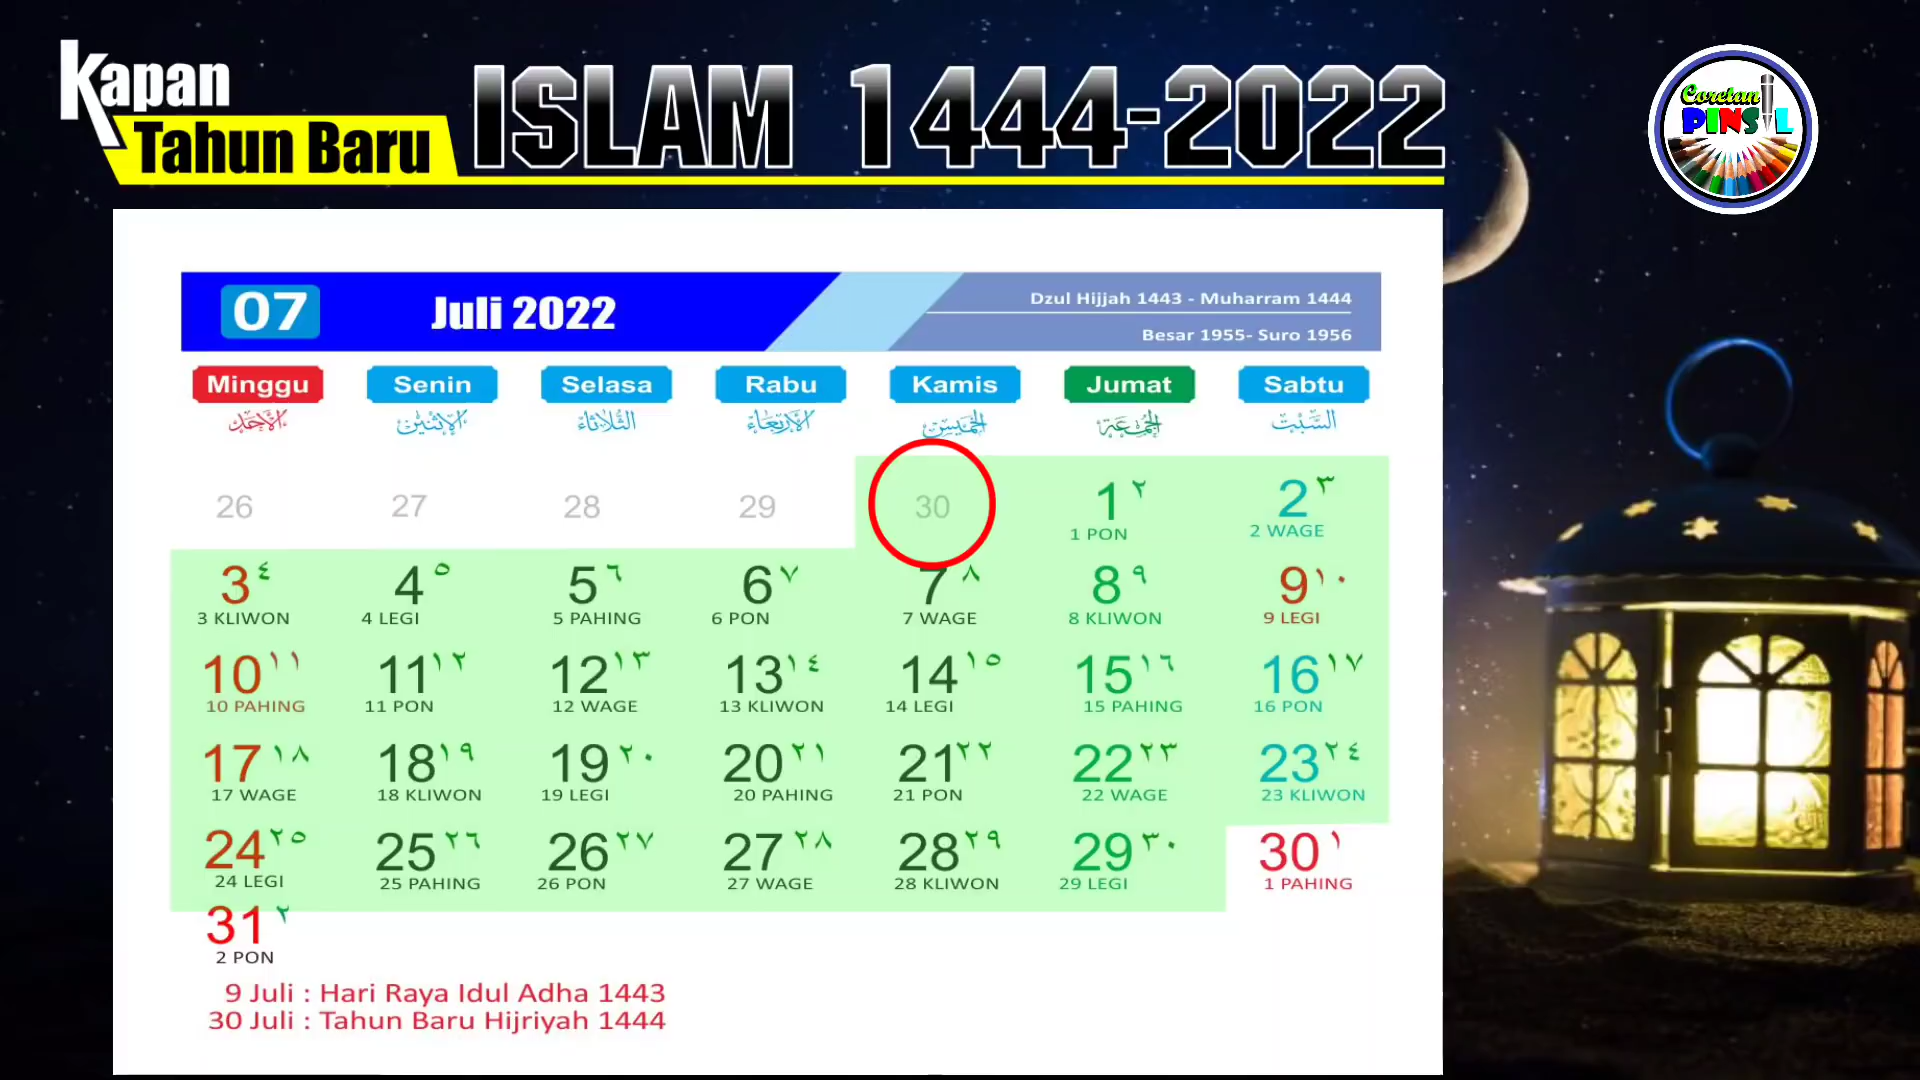 Kapan
Tahun Baru
ISLAM 1444-2022
Coretan
PINSIL
07
Juli 2022
Dzul Hijjah 1443 - Muharram 1444
Besar 1955- Suro 1956
Minggu Senin Selasa Rabu Kamis Jumat Sabtu
الأحد الإثنين الثلاثاء الأربعاء الخميس الجمعة السبت
26 27 28 29 30 1 ٢ 2 ٣
1 PON 2 WAGE
3 ٤ 4 ٥ 5 ٦ 6 ٧ 7 ٨ 8 ٩ 9 ١٠
3 KLIWON 4 LEGI 5 PAHING 6 PON 7 WAGE 8 KLIWON 9 LEGI
10 ١١ 11 ١٢ 12 ١٣ 13 ١٤ 14 ١٥ 15 ١٦ 16 ١٧
10 PAHING 11 PON 12 WAGE 13 KLIWON 14 LEGI 15 PAHING 16 PON
17 ١٨ 18 ١٩ 19 ٢٠ 20 ٢١ 21 ٢٢ 22 ٢٣ 23 ٢٤
17 WAGE 18 KLIWON 19 LEGI 20 PAHING 21 PON 22 WAGE 23 KLIWON
24 ٢٥ 25 ٢٦ 26 ٢٧ 27 ٢٨ 28 ٢٩ 29 ٣٠ 30 ١
24 LEGI 25 PAHING 26 PON 27 WAGE 28 KLIWON 29 LEGI 1 PAHING
31 ٢
2 PON
9 Juli : Hari Raya Idul Adha 1443
30 Juli : Tahun Baru Hijriyah 1444